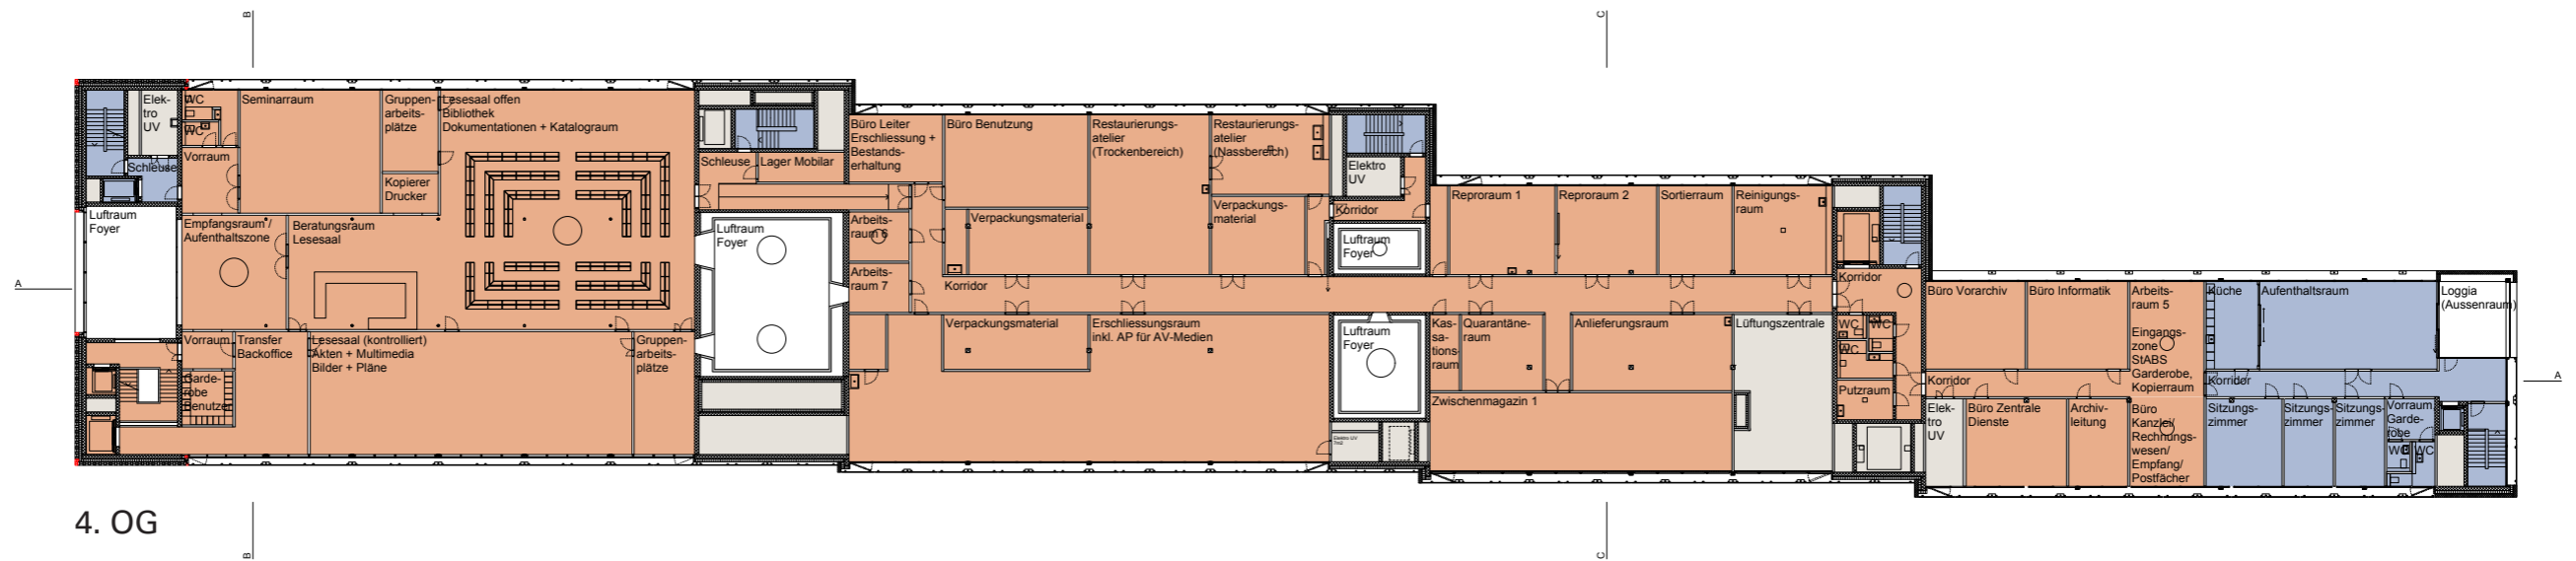 B
C
Elek-
tro
UV
Schleuse
WC
WC
Vorraum
Seminarraum
Gruppen-
arbeits-
plätze
Kopierer
Drucker
Lesesaal offen
Bibliothek
Dokumentationen + Katalograum
Luftraum
Foyer
Empfangsraum/
Aufenthaltszone
Beratungsraum
Lesesaal
Schleuse
Lager Mobilar
Luftraum
Foyer
Büro Leiter
Erschliessung +
Bestands-
erhaltung
Büro Benutzung
Restaurierungs-
atelier
(Trockenbereich)
Restaurierungs-
atelier
(Nassbereich)
Verpackungsmaterial
Verpackungs-
material
Arbeits-
raum 6
Arbeits-
raum 7
Korridor
Elektro
UV
Korridor
Luftraum
Foyer
Reproraum 1
Reproraum 2
Sortierraum
Reinigungs-
raum
Korridor
A
Büro Vorarchiv
Büro Informatik
Arbeits-
raum 5
Eingangs-
zone
StABS
Garderobe,
Kopierraum
Küche
Aufenthaltsraum
Loggia
(Aussenraum)
Vorraum
Transfer
Backoffice
Garde-
robe
Benutzer
Lesesaal (kontrolliert)
Akten + Multimedia
Bilder + Pläne
Gruppen-
arbeits-
plätze
Verpackungsmaterial
Erschliessungsraum
inkl. AP für AV-Medien
Luftraum
Foyer
Elektro UV
Kas-
sa-
tions-
raum
Quarantäne-
raum
Anlieferungsraum
Lüftungszentrale
Zwischenmagazin 1
WC
WC
WC
Putzraum
Korridor
Korridor
A
Elek-
tro
UV
Büro Zentrale
Dienste
Archiv-
leitung
Büro
Kanzlei/
Rechnungs-
wesen/
Empfang/
Postfächer
Sitzungs-
zimmer
Sitzungs-
zimmer
Sitzungs-
zimmer
Vorraum
Garde-
robe
WC
WC
4. OG
B
C